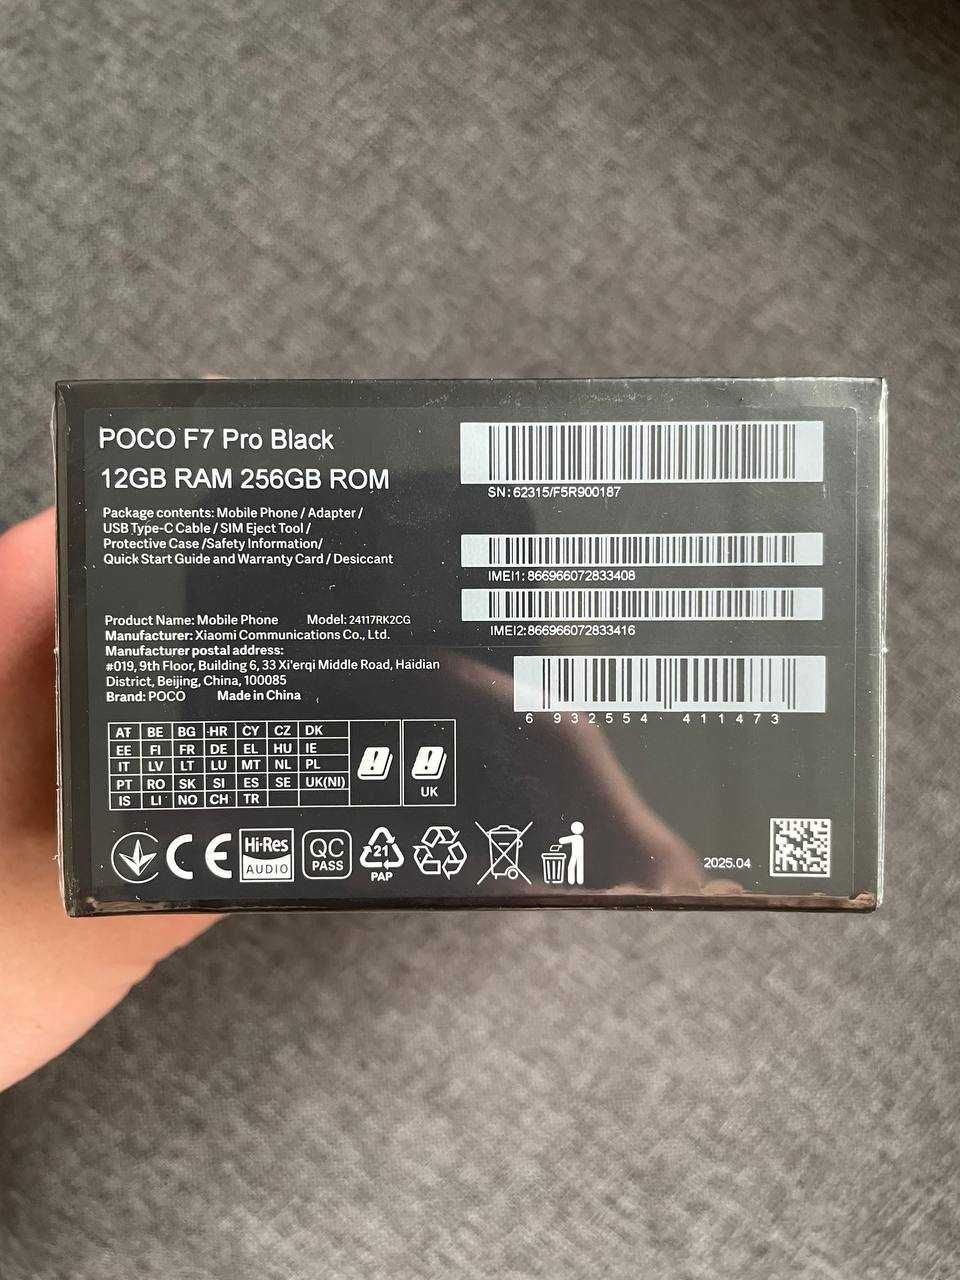 POCO F7 Pro Black
12GB RAM 256GB ROM
Package contents: Mobile Phone / Adapter /
USB Type-C Cable / SIM Eject Tool /
Protective Case /Safety Information/
Quick Start Guide and Warranty Card / Desiccant
Product Name: Mobile Phone Model: 24117RK2CG
Manufacturer: Xiaomi Communications Co., Ltd.
Manufacturer postal address:
#019, 9th Floor, Building 6, 33 Xi'erqi Middle Road, Haidian
District, Beijing, China, 100085
Brand: POCO Made in China
SN: 62315/F5R900187
IMEI1: 866966072833408
IMEI2:866966072833416
6 932554 411473
AT BE BG HR CY CZ DK
EE FI FR DE EL HU IE
IT LV LT LU MT NL PL
PT RO SK SI ES SE UK(NI)
IS LI NO CH TR
UK
CE
Hi-Res
AUDIO
QC
PASS
21
PAP
2025.04